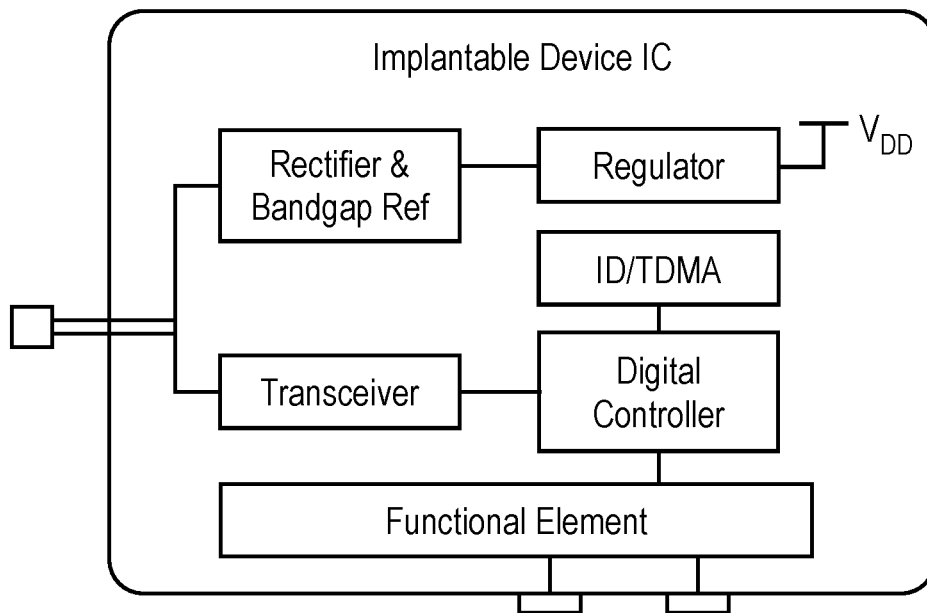 Implantable Device IC
Rectifier &
Bandgap Ref
Regulator
VDD
ID/TDMA
Transceiver
Digital
Controller
Functional Element